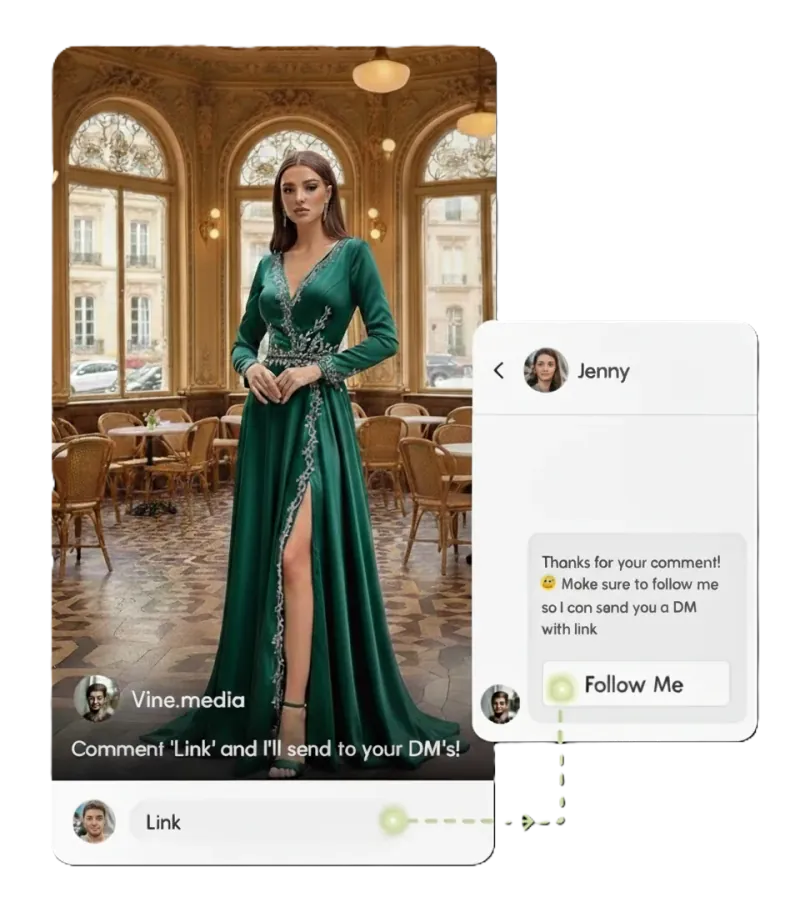 Vine.media
Comment 'Link' and I'll send to your DM's!
Link
Jenny
Thanks for your comment!
😇 Moke sure to follow me
so I con send you a DM
with link
Follow Me